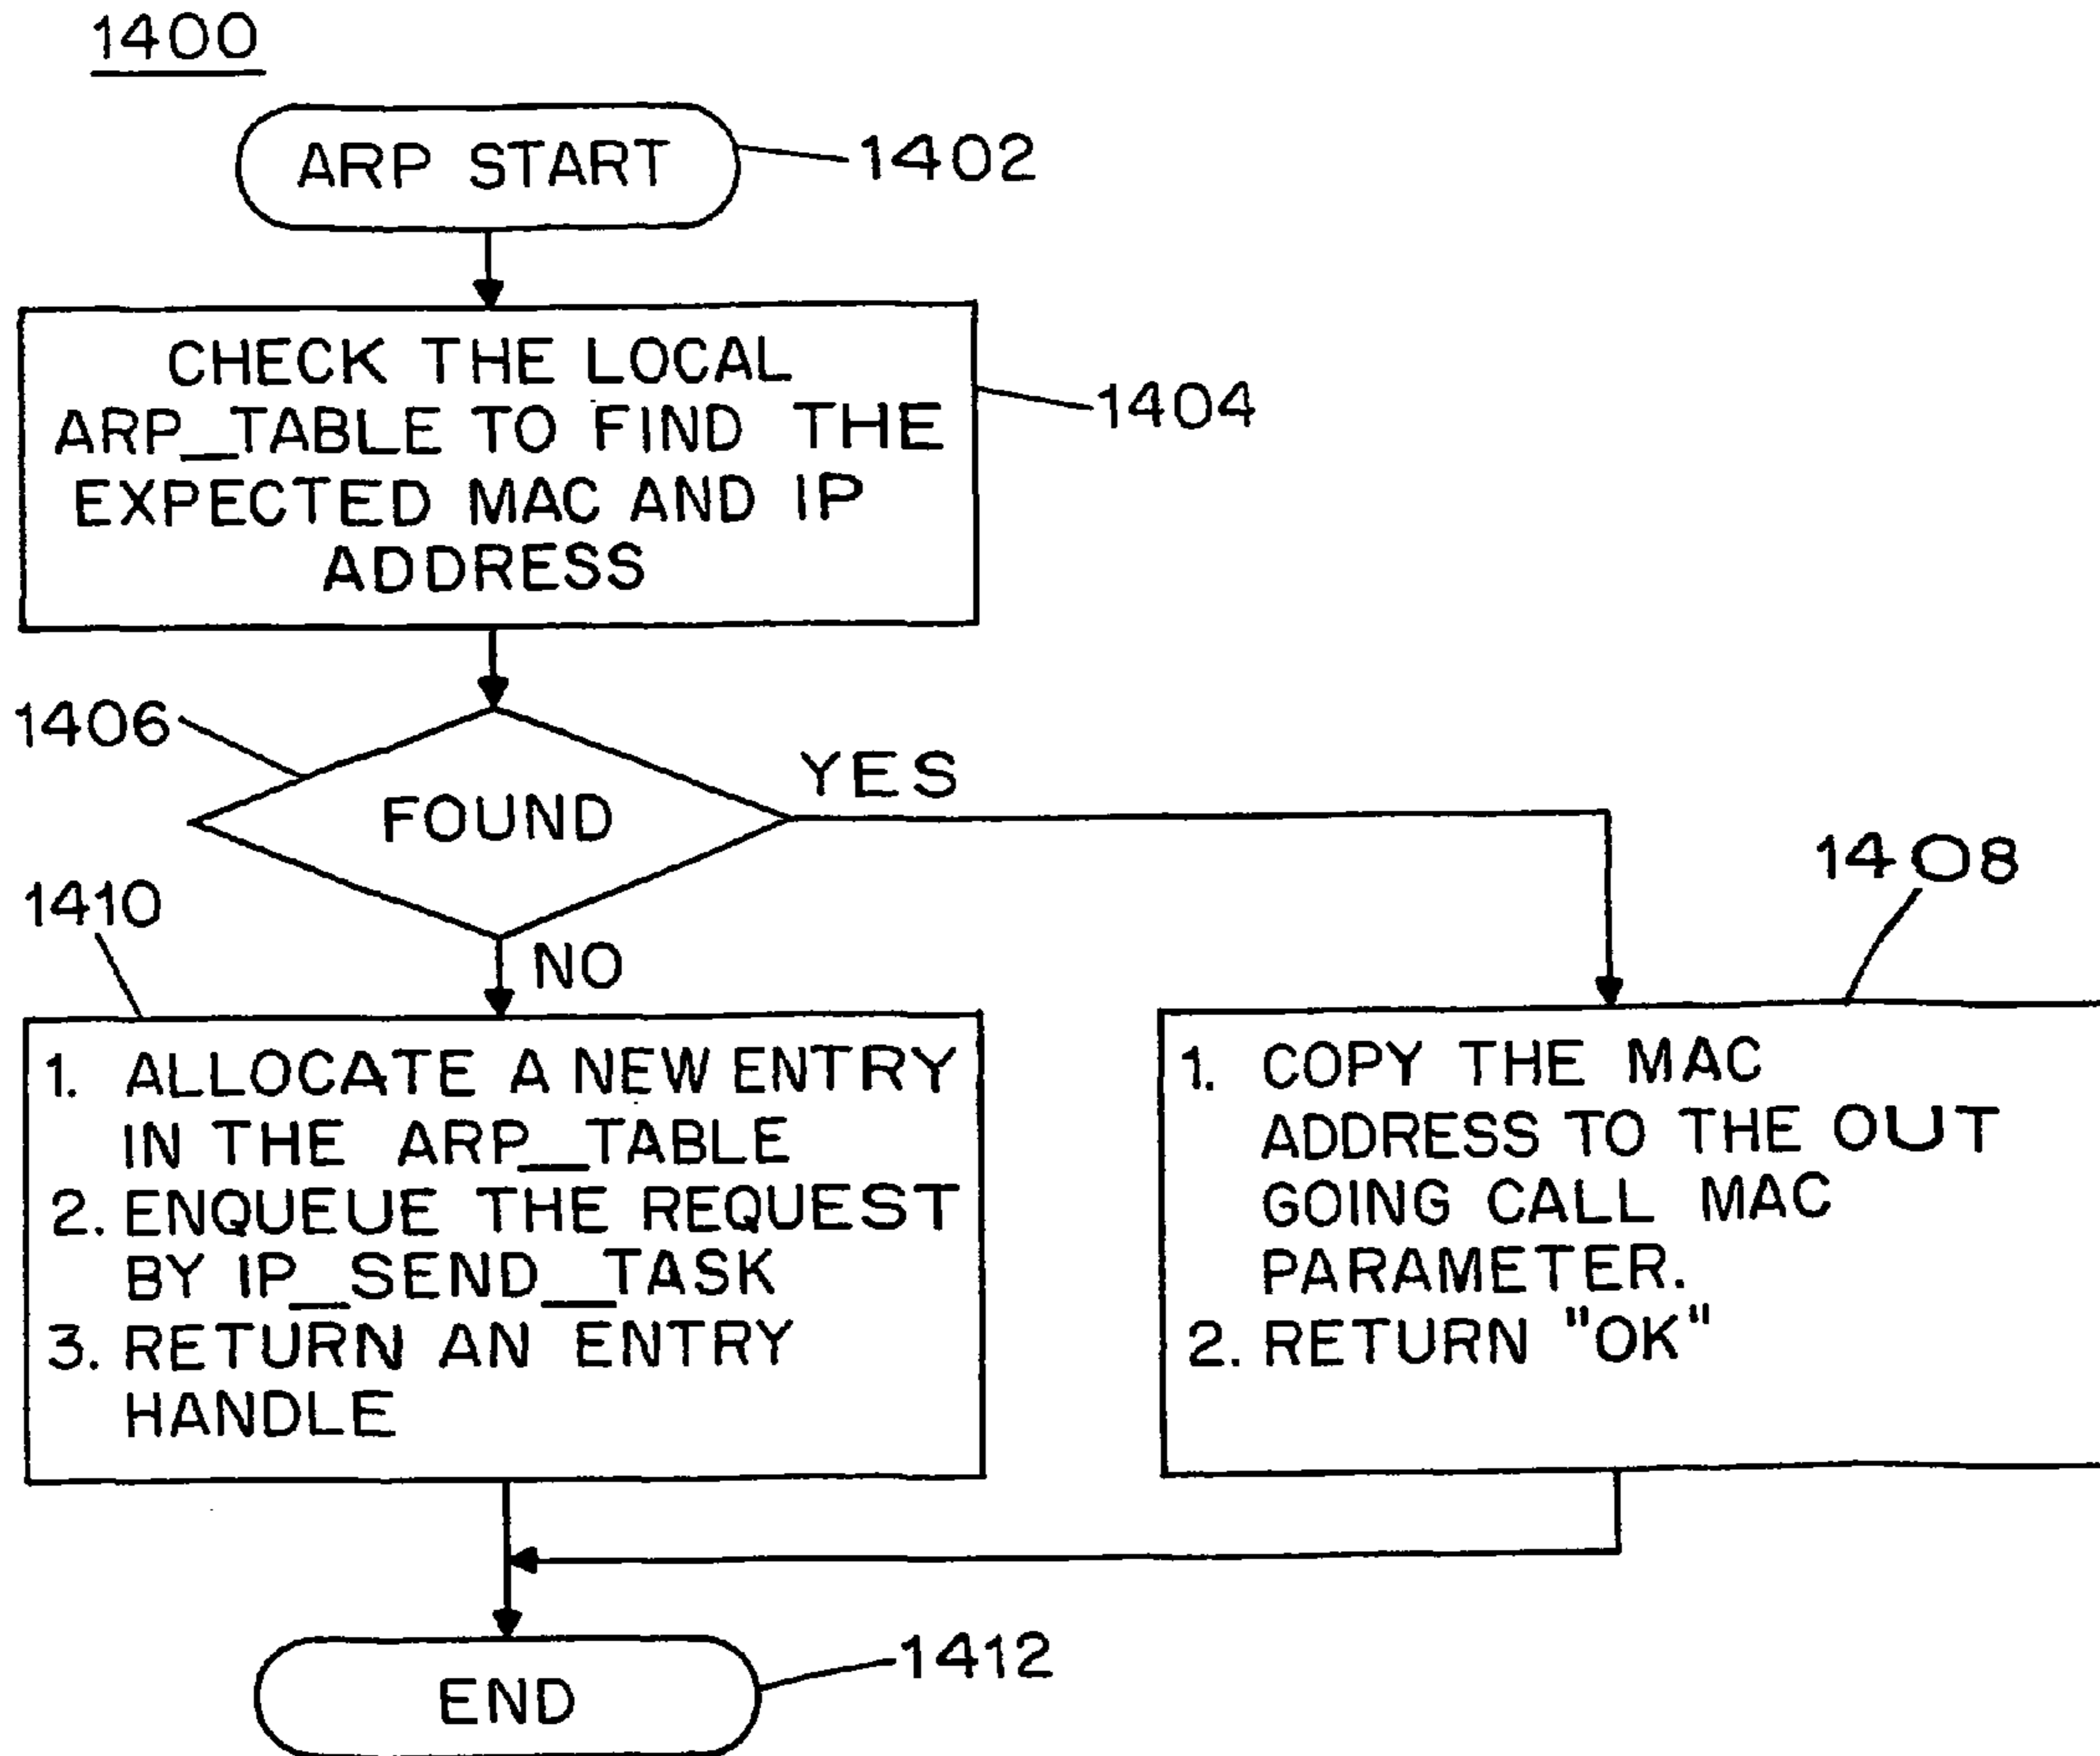 1400
ARP START
1402
CHECK THE LOCAL
ARP_TABLE TO FIND THE
EXPECTED MAC AND IP
ADDRESS
1404
1406
FOUND
YES
1408
1410
NO
1. ALLOCATE A NEW ENTRY
IN THE ARP_TABLE
2. ENQUEUE THE REQUEST
BY IP_SEND_TASK
3. RETURN AN ENTRY
HANDLE
1. COPY THE MAC
ADDRESS TO THE OUT
GOING CALL MAC
PARAMETER.
2. RETURN "OK"
1412
END